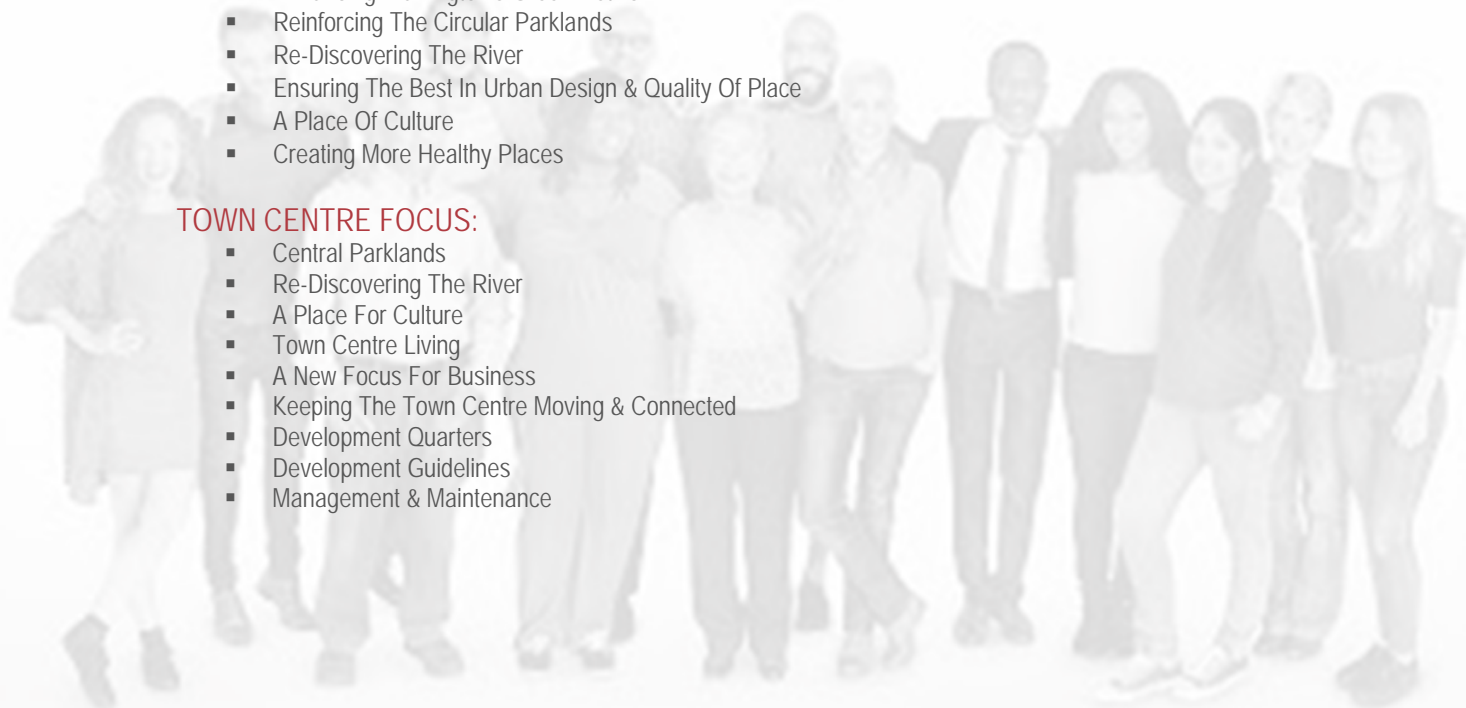 Reinforcing The Circular Parklands
Re-Discovering The River
Ensuring The Best In Urban Design & Quality Of Place
A Place Of Culture
Creating More Healthy Places
TOWN CENTRE FOCUS:
Central Parklands
Re-Discovering The River
A Place For Culture
Town Centre Living
A New Focus For Business
Keeping The Town Centre Moving & Connected
Development Quarters
Development Guidelines
Management & Maintenance